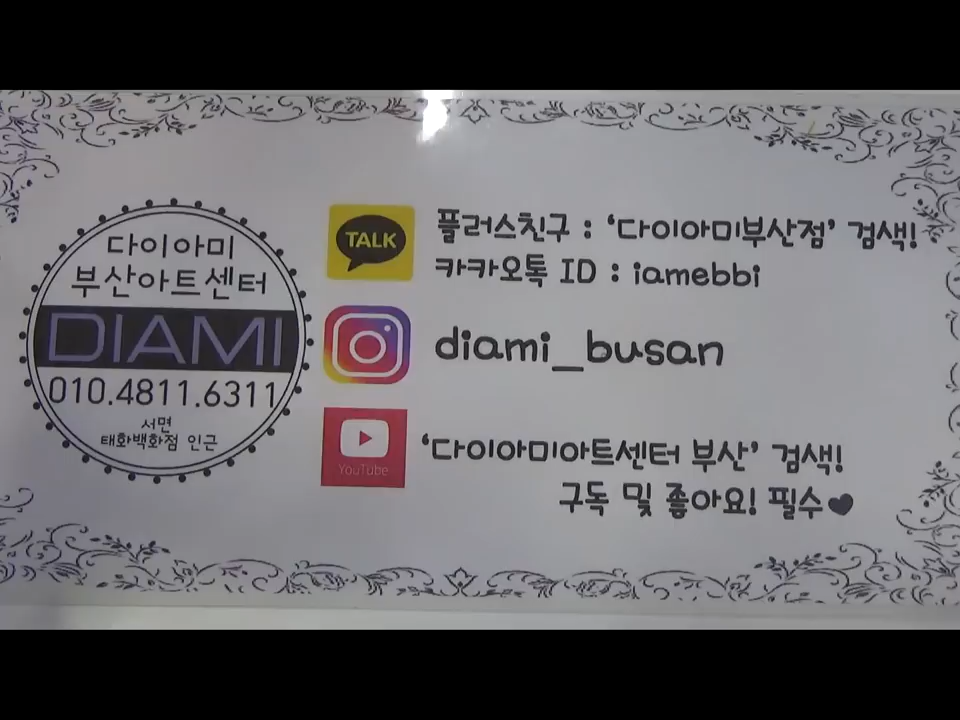 다이아미
부산아트센터
DIAMI
010.4811.6311
서면
태화백화점 인근
TALK
플러스친구 : ‘다이아미부산점’ 검색!
카카오톡 ID : iamebbi
diami_busan
YouTube
‘다이아미아트센터 부산’ 검색!
구독 및 좋아요! 필수♥